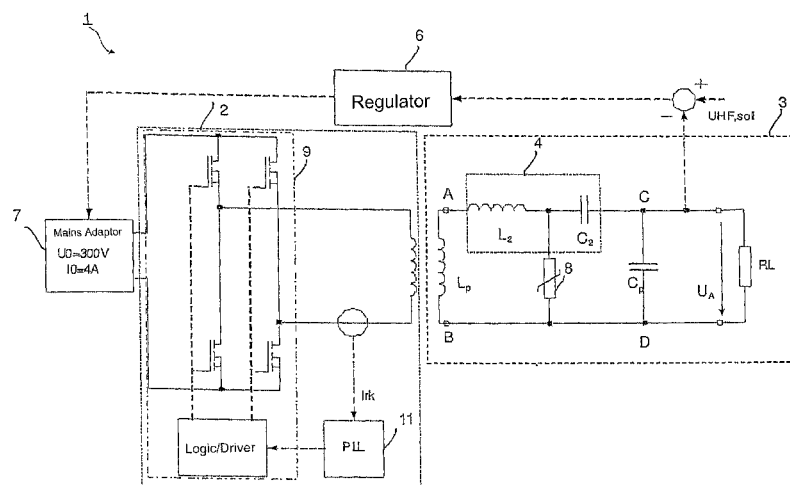 1
6
Regulator
+
−
UHF,soll
3
2
9
4
A
C
7
Mains Adaptor
U0=300V
I0=4A
L2
C2
Lp
8
Cp
UA
RL
B
D
Irk
11
Logic/Driver
PLL